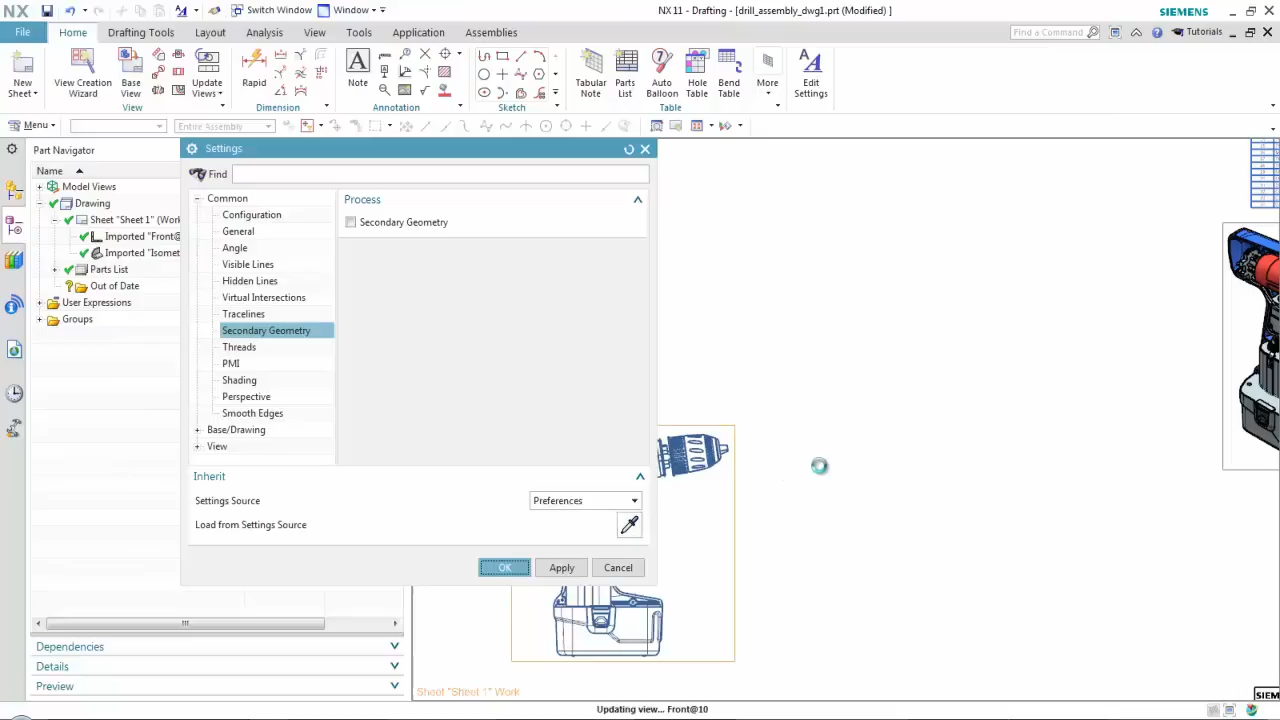 NX
Switch Window
Window
NX 11 - Drafting - [drill_assembly_dwg1.prt (Modified) ]
SIEMENS
File
Home
Drafting Tools
Layout
Analysis
View
Tools
Application
Assemblies
Find a Command
Tutorials
New Sheet
View Creation Wizard
Base View
Update Views
View
Rapid
Dimension
Note
Annotation
Sketch
Tabular Note
Parts List
Auto Balloon
Hole Table
Bend Table
Table
More
Edit Settings
Menu
Entire Assembly
Part Navigator
Name
Model Views
Drawing
Sheet "Sheet 1" (Work
Imported "Front@
Imported "Isomet
Parts List
Out of Date
User Expressions
Groups
Dependencies
Details
Preview
Settings
Find
Common
Configuration
General
Angle
Visible Lines
Hidden Lines
Virtual Intersections
Tracelines
Secondary Geometry
Threads
PMI
Shading
Perspective
Smooth Edges
Base/Drawing
View
Process
Secondary Geometry
Inherit
Settings Source
Preferences
Load from Settings Source
OK
Apply
Cancel
Sheet "Sheet 1" Work
SIEM
Updating view... Front@10